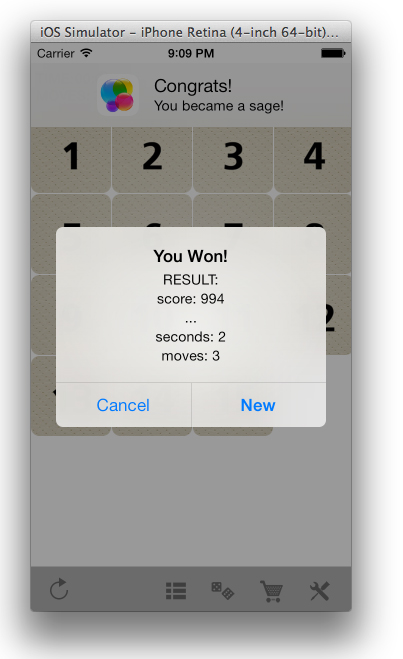 iOS Simulator - iPhone Retina (4-inch 64-bit)...
Carrier 9:09 PM
Congrats!
You became a sage!
1 2 3 4
You Won!
RESULT:
score: 994
...
seconds: 2
moves: 3
Cancel New